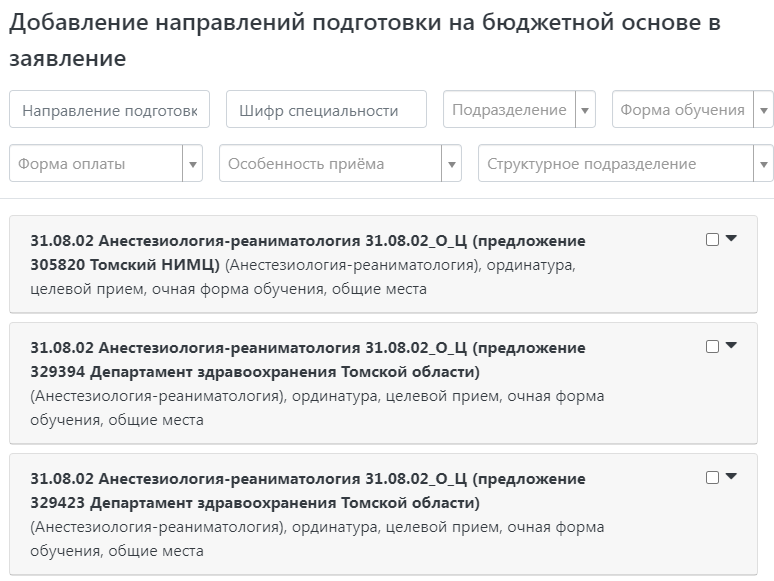 Добавление направлений подготовки на бюджетной основе в
заявление
Направление подготовк
Шифр специальности
Подразделение
Форма обучения
Форма оплаты
Особенность приёма
Структурное подразделение
31.08.02 Анестезиология-реаниматология 31.08.02_О_Ц (предложение
305820 Томский НИМЦ) (Анестезиология-реаниматология), ординатура,
целевой прием, очная форма обучения, общие места
31.08.02 Анестезиология-реаниматология 31.08.02_О_Ц (предложение
329394 Департамент здравоохранения Томской области)
(Анестезиология-реаниматология), ординатура, целевой прием, очная форма
обучения, общие места
31.08.02 Анестезиология-реаниматология 31.08.02_О_Ц (предложение
329423 Департамент здравоохранения Томской области)
(Анестезиология-реаниматология), ординатура, целевой прием, очная форма
обучения, общие места